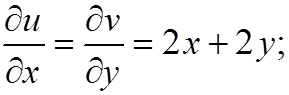 ∂u/∂x = ∂v/∂y = 2x + 2y;